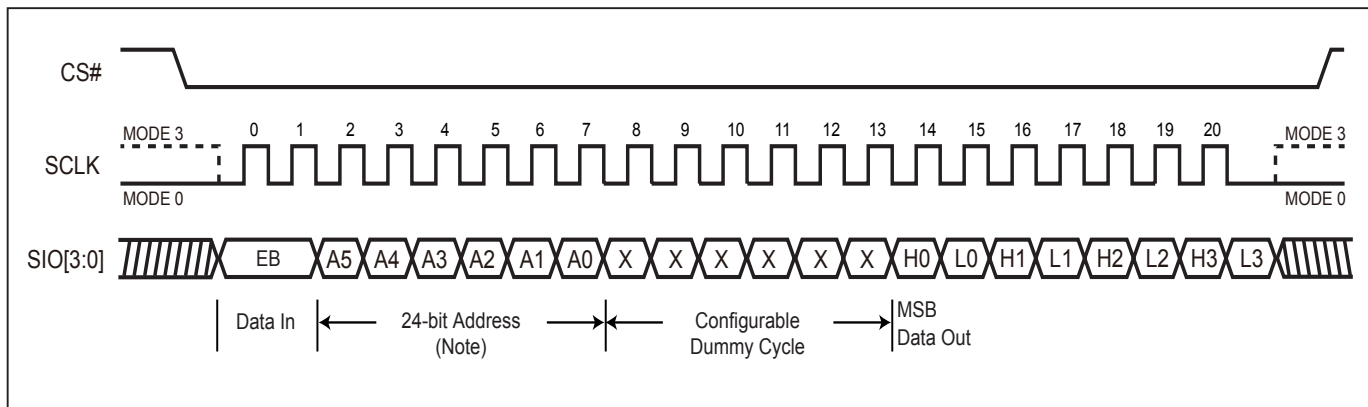 CS#
MODE 3 0 1 2 3 4 5 6 7 8 9 10 11 12 13 14 15 16 17 18 19 20 MODE 3
SCLK
MODE 0 MODE 0
SIO[3:0] EB A5 A4 A3 A2 A1 A0 X X X X X X H0 L0 H1 L1 H2 L2 H3 L3
Data In 24-bit Address Configurable MSB
(Note) Dummy Cycle Data Out